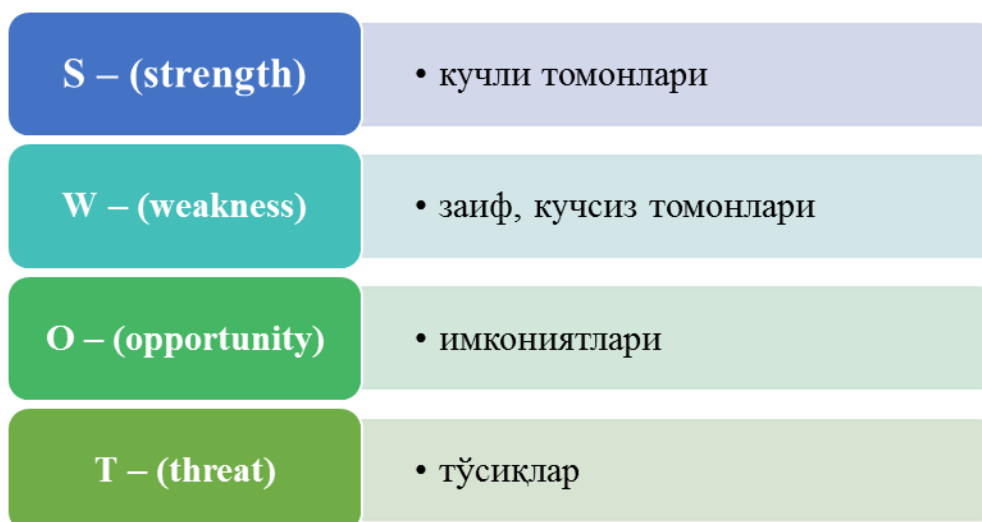 S – (strength)
• кучли томонлари
W – (weakness)
• заиф, кучсиз томонлари
O – (opportunity)
• имкониятлари
T – (threat)
• тўсиқлар